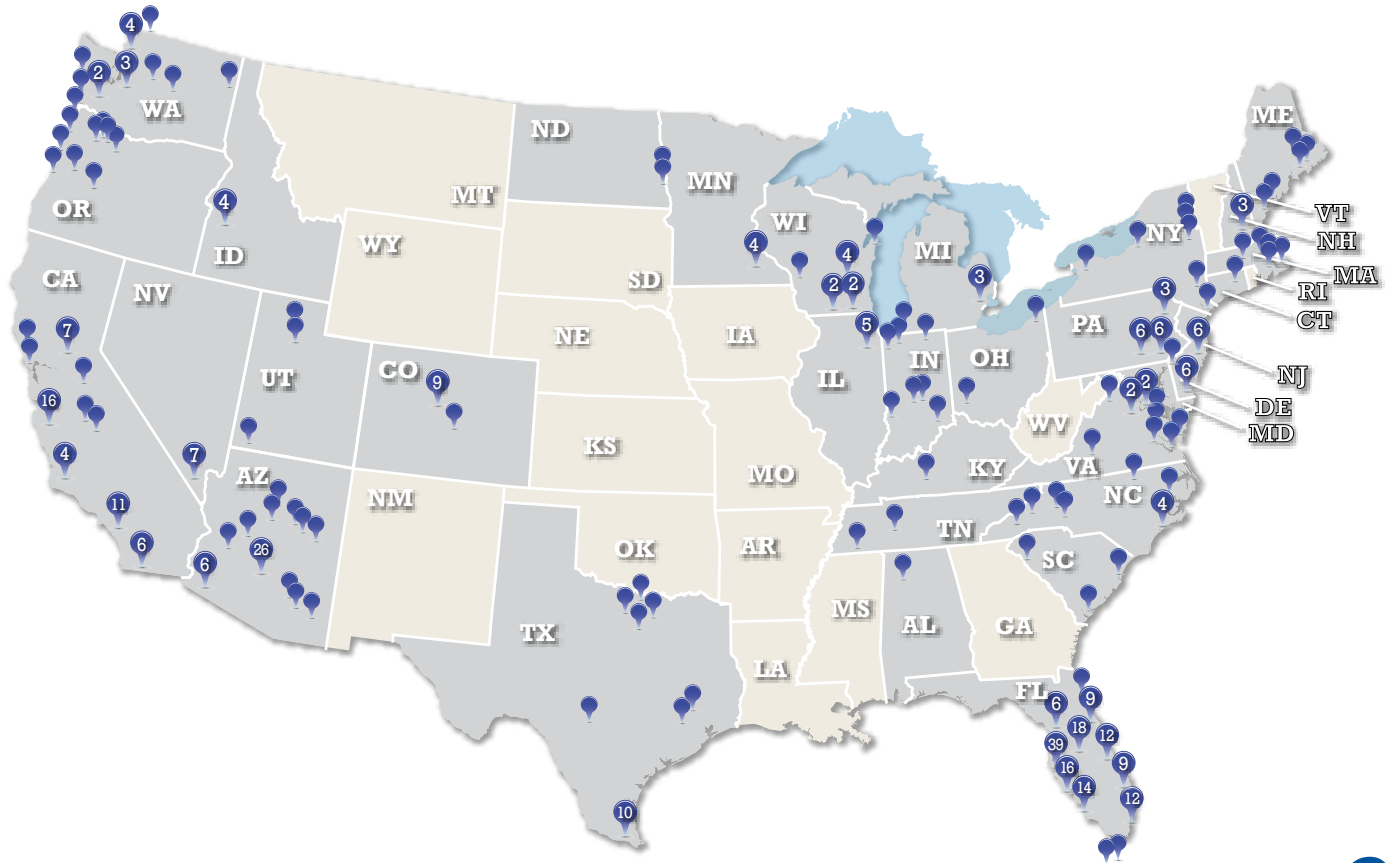 4
3
2
WA
ND
MN
ME
MT
OR
4
ID
WY
SD
WI
4
4
2
2
MI
3
NY
3
VT
NH
MA
RI
CT
CA
NV
7
UT
CO
9
NE
IA
5
IL
IN
OH
PA
3
6
6
6
6
NJ
DE
MD
2
2
16
4
7
11
6
AZ
6
26
NM
KS
MO
KY
WV
VA
NC
4
OK
AR
TN
SC
TX
10
LA
MS
AL
GA
FL
6
9
18
12
39
16
9
14
12